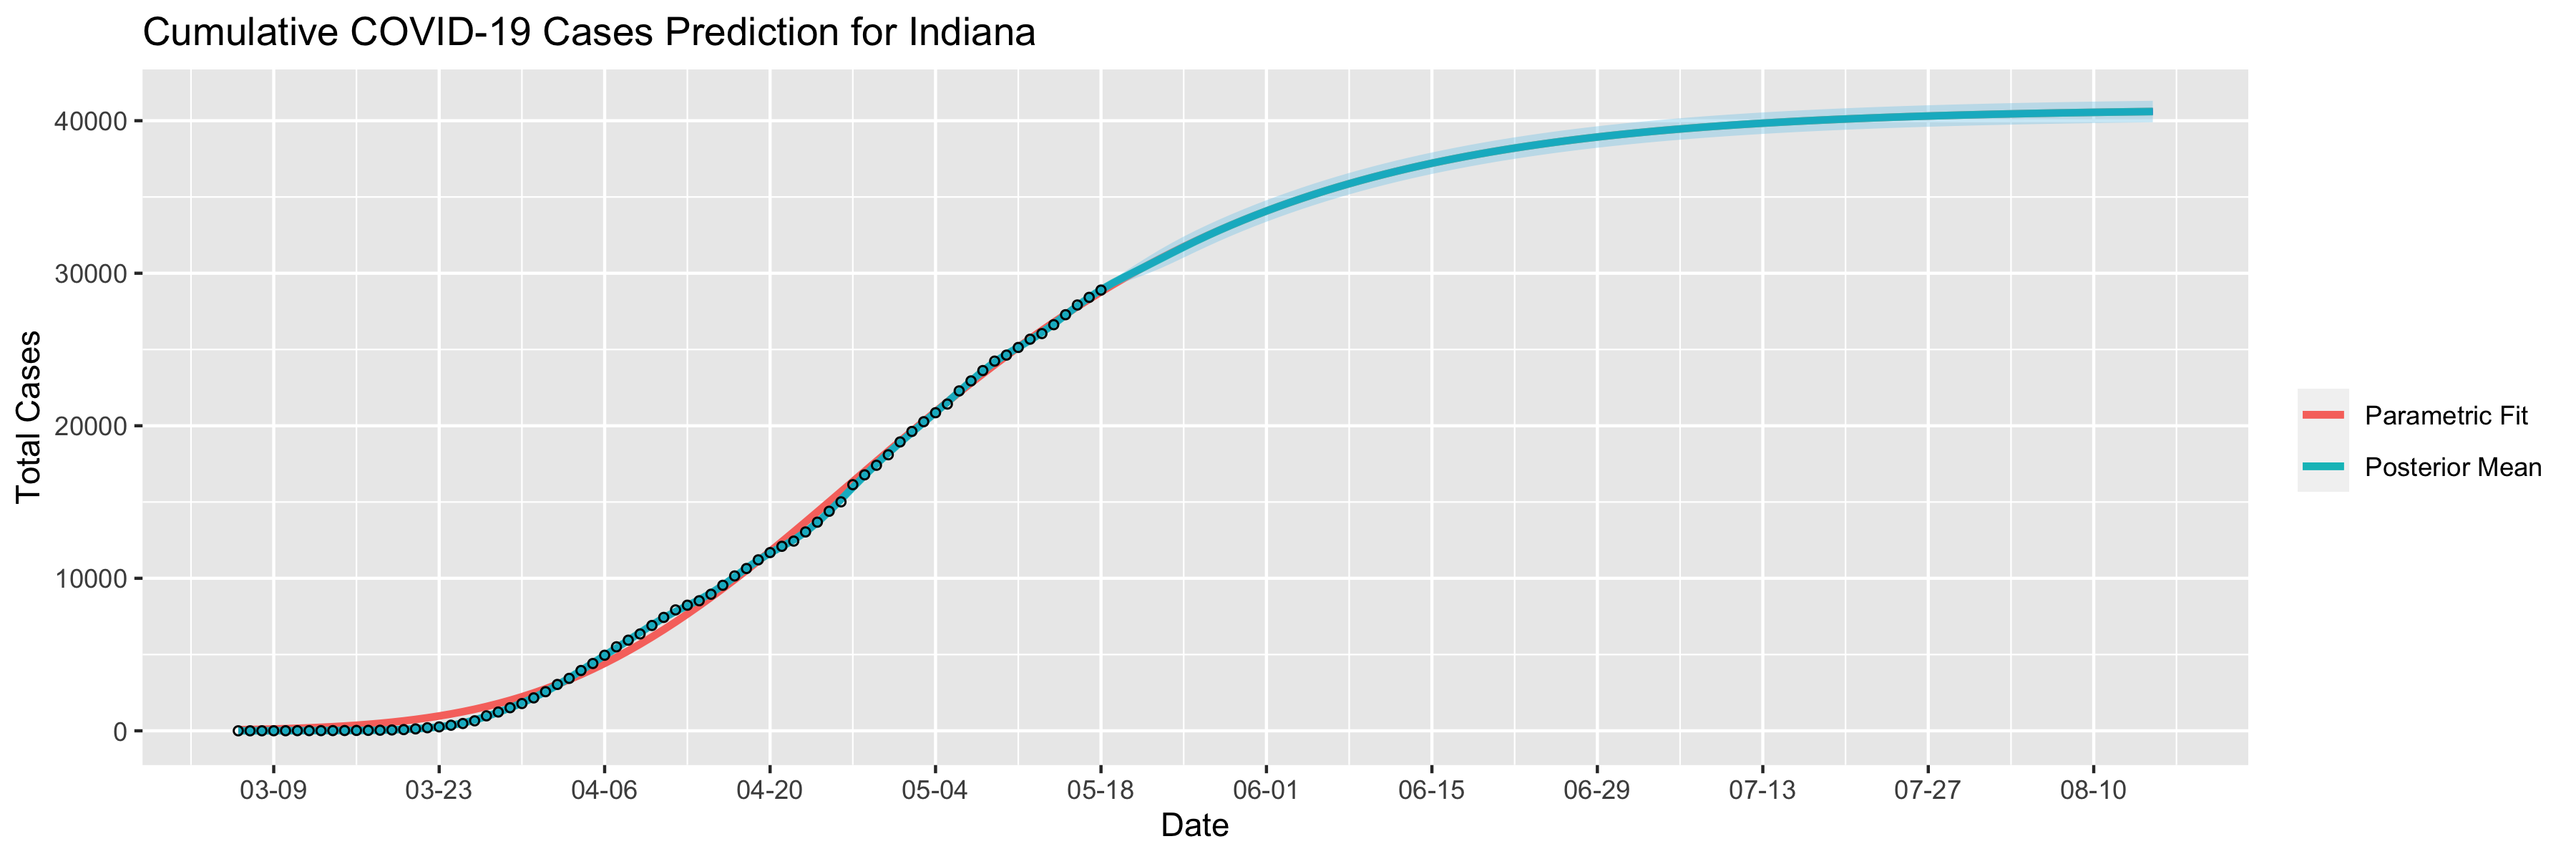 Cumulative COVID-19 Cases Prediction for Indiana
Total Cases
40000
30000
20000
10000
0
03-09 03-23 04-06 04-20 05-04 05-18 06-01 06-15 06-29 07-13 07-27 08-10
Date
Parametric Fit
Posterior Mean